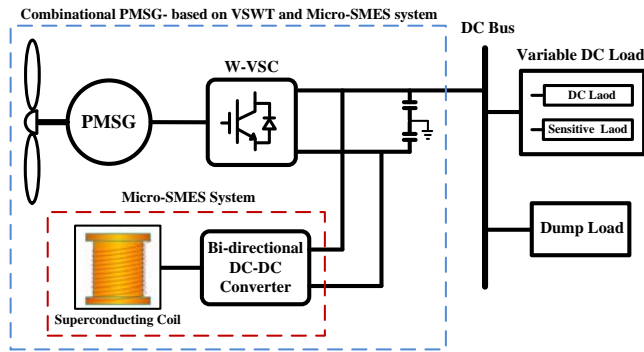 Combinational PMSG- based on VSWT and Micro-SMES system
DC Bus
W-VSC
Variable DC Load
PMSG
DC Laod
Sensitive Laod
Micro-SMES System
Bi-directional
DC-DC
Converter
Dump Load
Superconducting Coil